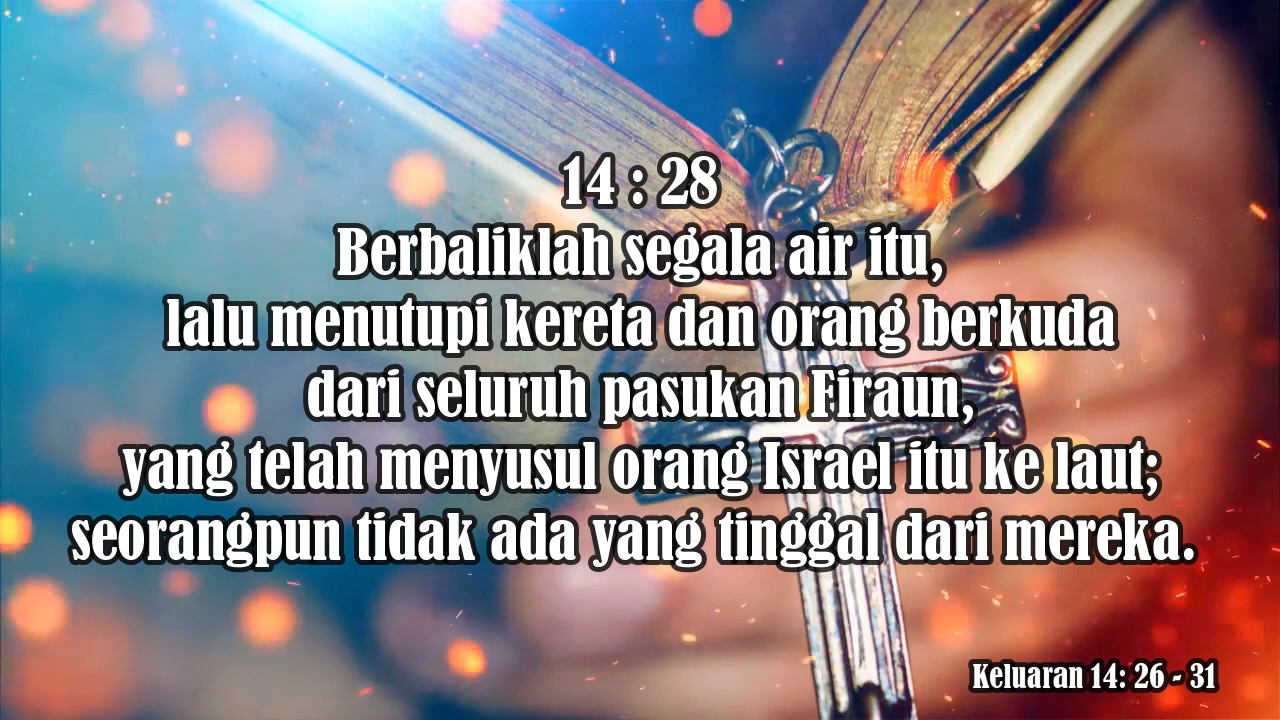 14 : 28
Berbaliklah segala air itu,
lalu menutupi kereta dan orang berkuda
dari seluruh pasukan Firaun,
yang telah menyusul orang Israel itu ke laut;
seorangpun tidak ada yang tinggal dari mereka.
Keluaran 14: 26 - 31